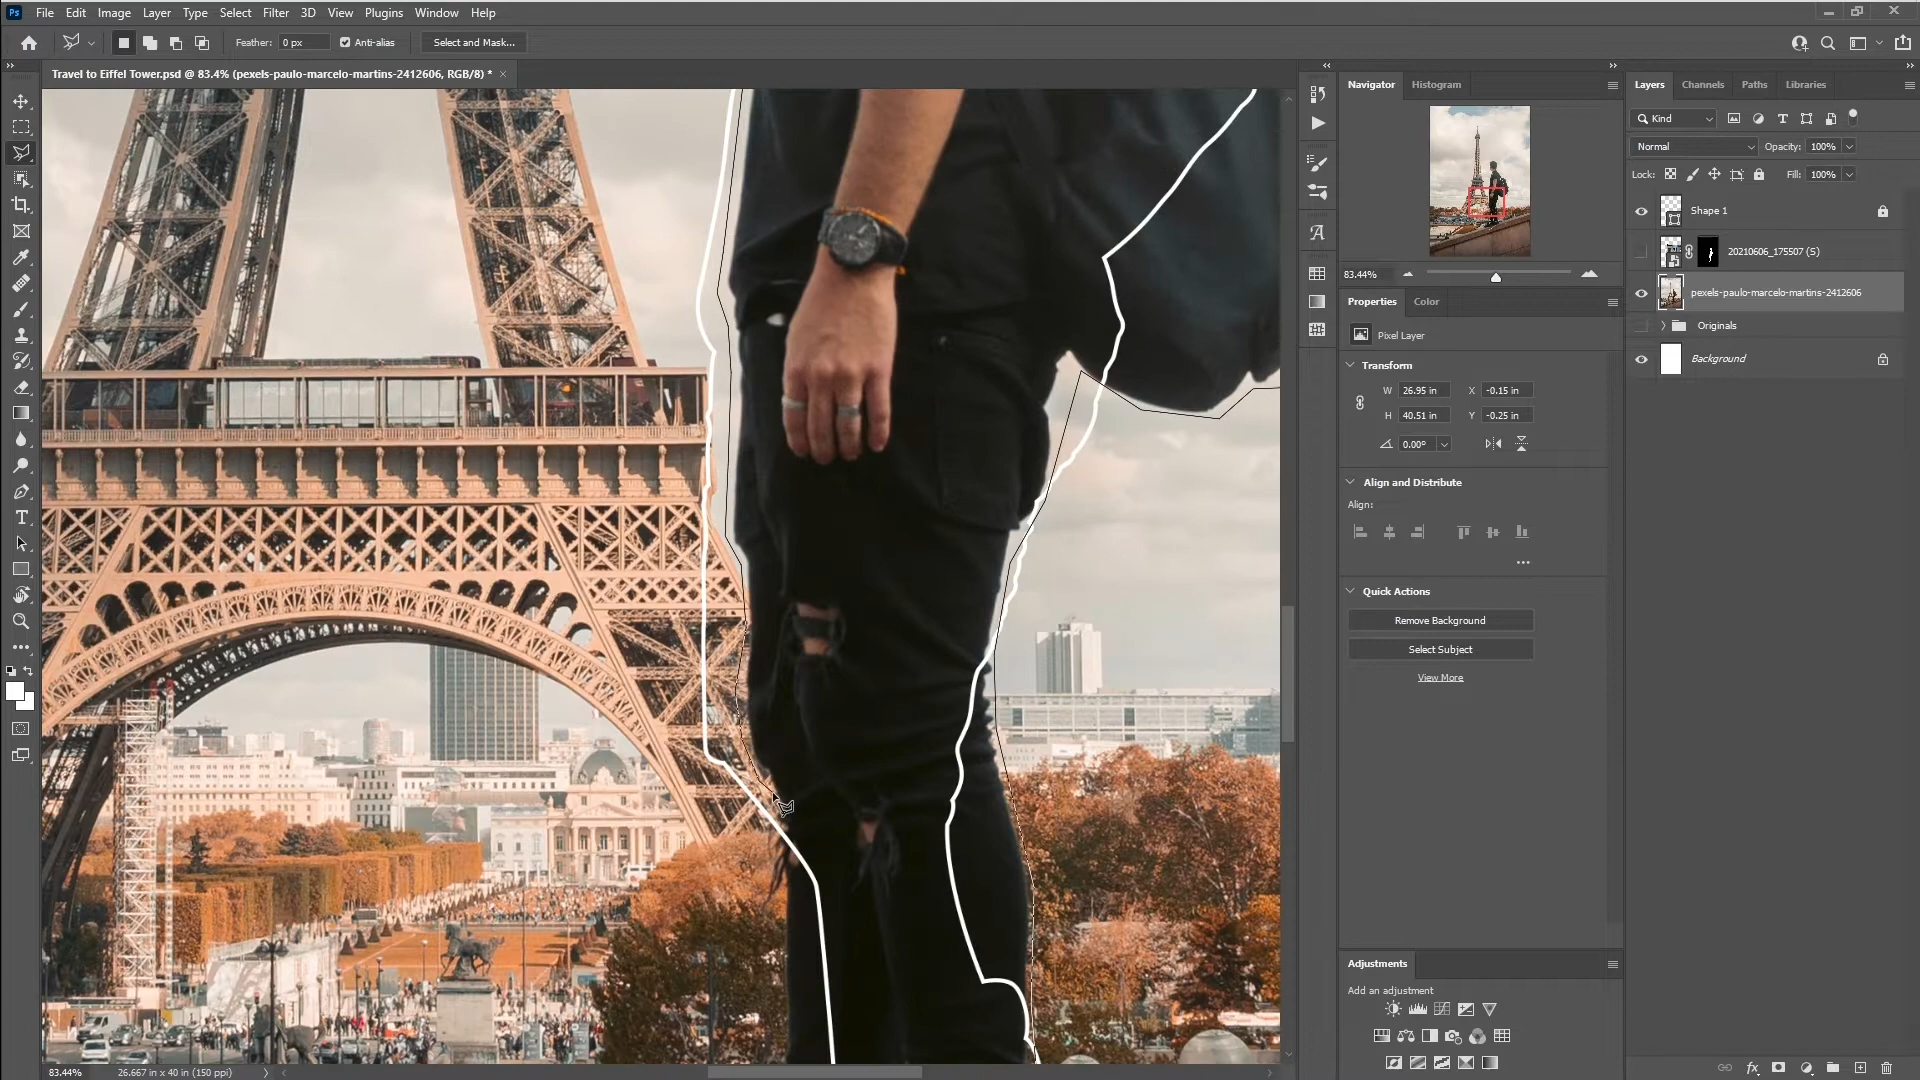 Ps File Edit Image Layer Type Select Filter 3D View Plugins Window Help
Feather: 0 px Anti-alias Select and Mask...
Travel to Eiffel Tower.psd @ 83.4% (pexels-paulo-marcelo-martins-2412606, RGB/8) * ×
Navigator Histogram
83.44%
Properties Color
Pixel Layer
Transform
W 26.95 in X -0.15 in
H 40.51 in Y -0.25 in
0.00°
Align and Distribute
Align:
Quick Actions
Remove Background
Select Subject
View More
Adjustments
Add an adjustment
Layers Channels Paths Libraries
Kind
Normal Opacity: 100%
Lock: Fill: 100%
Shape 1
20210606_175507 (S)
pexels-paulo-marcelo-martins-2412606
Originals
Background
fx
83.44% 26.667 in x 40 in (150 ppi)